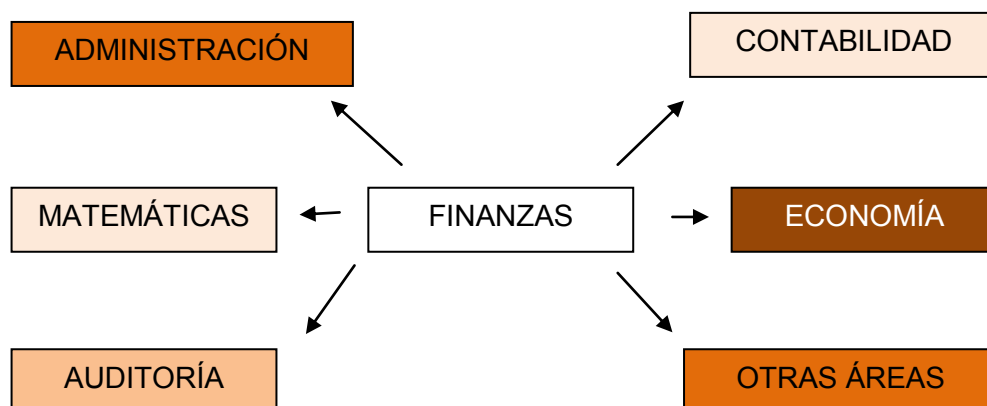 ADMINISTRACIÓN
CONTABILIDAD
MATEMÁTICAS
FINANZAS
ECONOMÍA
AUDITORÍA
OTRAS ÁREAS